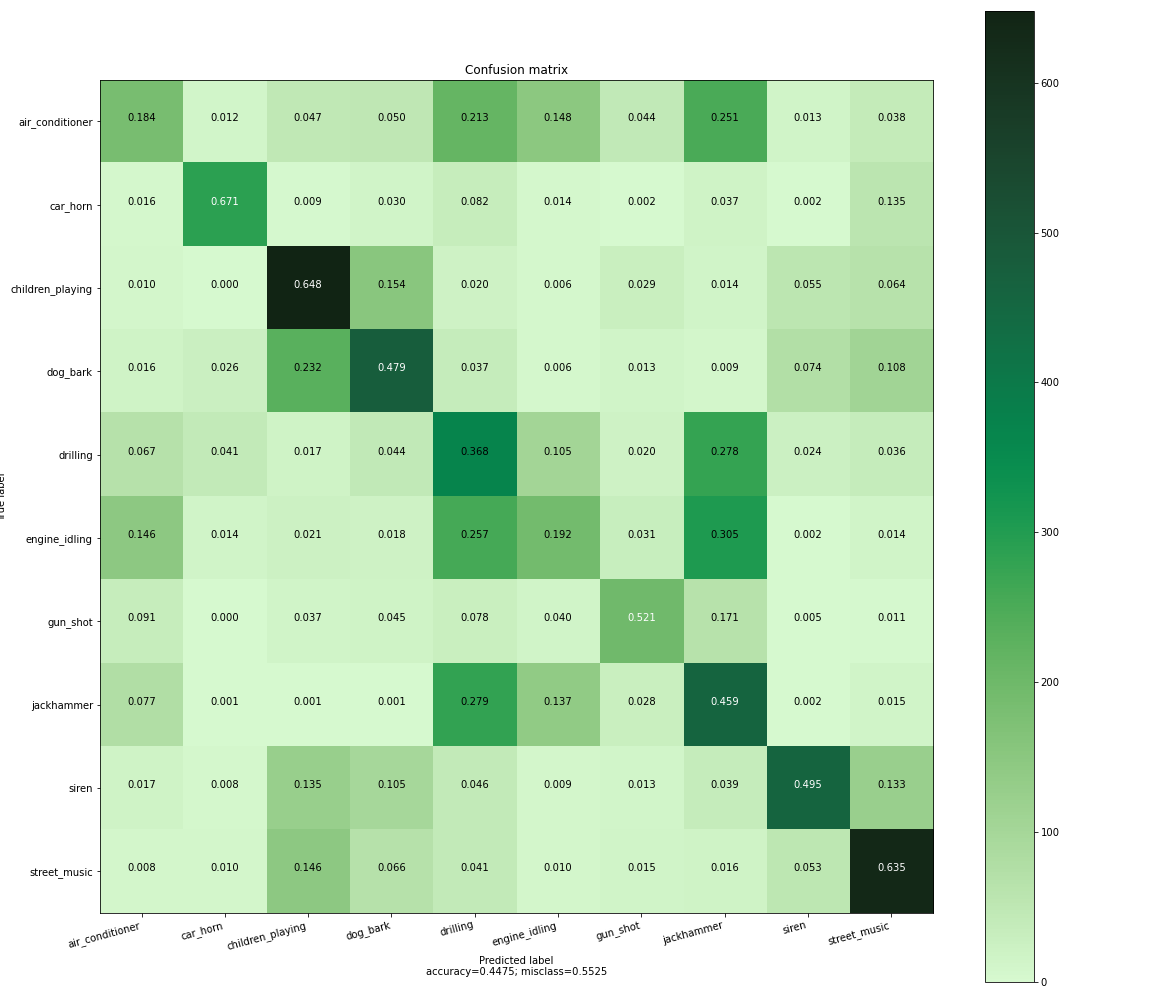 Confusion matrix
air_conditioner 0.184 0.012 0.047 0.050 0.213 0.148 0.044 0.251 0.013 0.038
car_horn 0.016 0.671 0.009 0.030 0.082 0.014 0.002 0.037 0.002 0.135
children_playing 0.010 0.000 0.648 0.154 0.020 0.006 0.029 0.014 0.055 0.064
dog_bark 0.016 0.026 0.232 0.479 0.037 0.006 0.013 0.009 0.074 0.108
drilling 0.067 0.041 0.017 0.044 0.368 0.105 0.020 0.278 0.024 0.036
engine_idling 0.146 0.014 0.021 0.018 0.257 0.192 0.031 0.305 0.002 0.014
gun_shot 0.091 0.000 0.037 0.045 0.078 0.040 0.521 0.171 0.005 0.011
jackhammer 0.077 0.001 0.001 0.001 0.279 0.137 0.028 0.459 0.002 0.015
siren 0.017 0.008 0.135 0.105 0.046 0.009 0.013 0.039 0.495 0.133
street_music 0.008 0.010 0.146 0.066 0.041 0.010 0.015 0.016 0.053 0.635
air_conditioner car_horn children_playing dog_bark drilling engine_idling gun_shot jackhammer siren street_music
Predicted label
accuracy=0.4475; misclass=0.5525
600
500
400
300
200
100
0